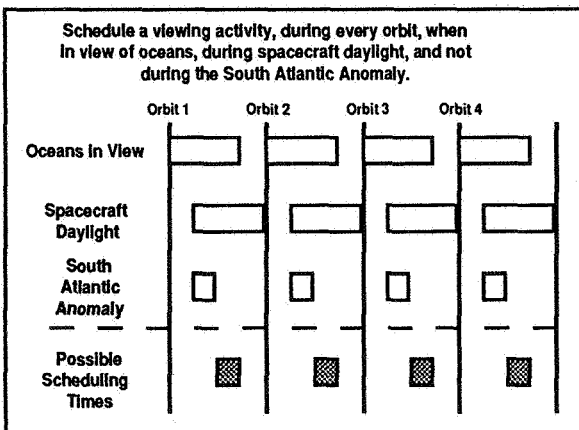 Schedule a viewing activity, during every orbit, when
in view of oceans, during spacecraft daylight, and not
during the South Atlantic Anomaly.
Orbit 1 Orbit 2 Orbit 3 Orbit 4
Oceans in View
Spacecraft
Daylight
South
Atlantic
Anomaly
Possible
Scheduling
Times